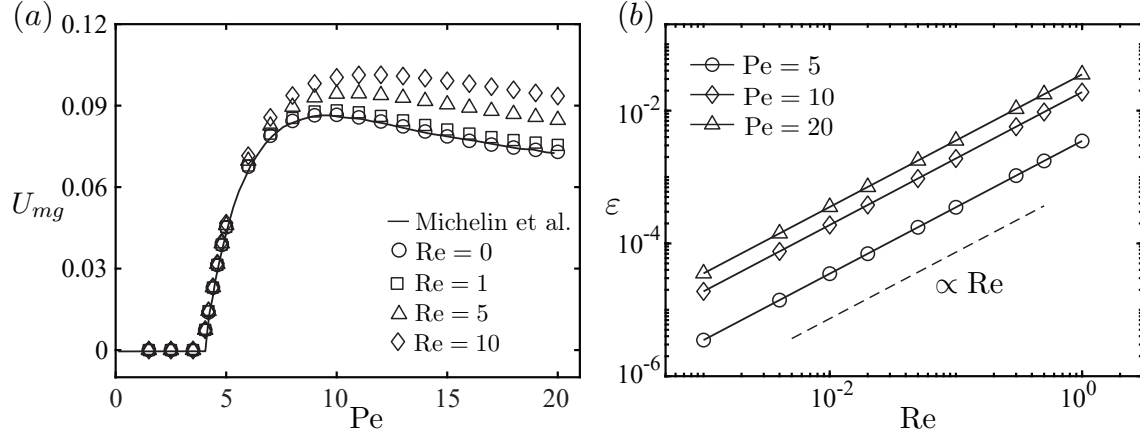 (a)
0.12
0.09
0.06
0.03
0
U_{mg}
Michelin et al.
Re = 0
Re = 1
Re = 5
Re = 10
0 5 10 15 20
Pe
(b)
Pe = 5
Pe = 10
Pe = 20
10^{-2}
10^{-4}
10^{-6}
ε
∝ Re
10^{-2} 10^{0}
Re